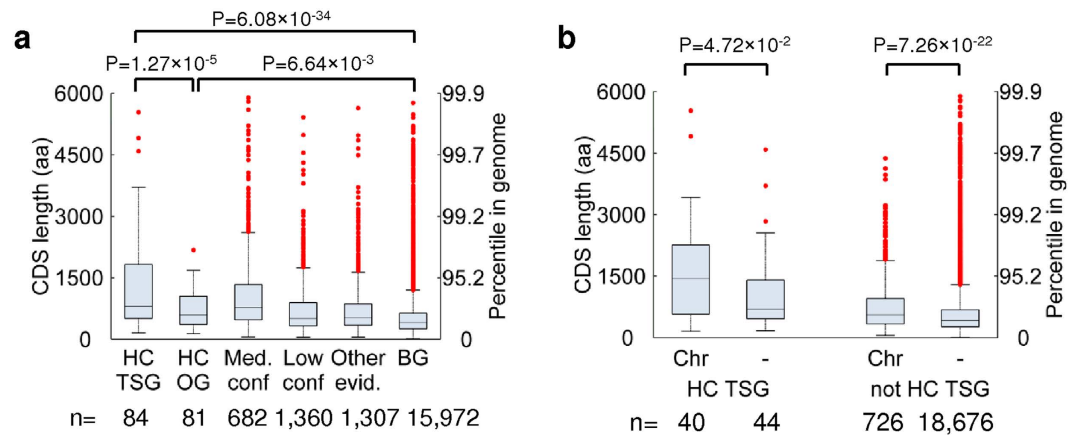 a
P=6.08×10-34
P=1.27×10-5
P=6.64×10-3
CDS length (aa)
6000
4500
3000
1500
0
99.9
99.7
99.2
95.2
0
Percentile in genome
HC TSG
HC OG
Med. conf
Low conf
Other evid.
BG
n= 84 81 682 1,360 1,307 15,972
b
P=4.72×10-2
P=7.26×10-22
CDS length (aa)
6000
4500
3000
1500
0
99.9
99.7
99.2
95.2
0
Percentile in genome
Chr - Chr -
HC TSG not HC TSG
n= 40 44 726 18,676